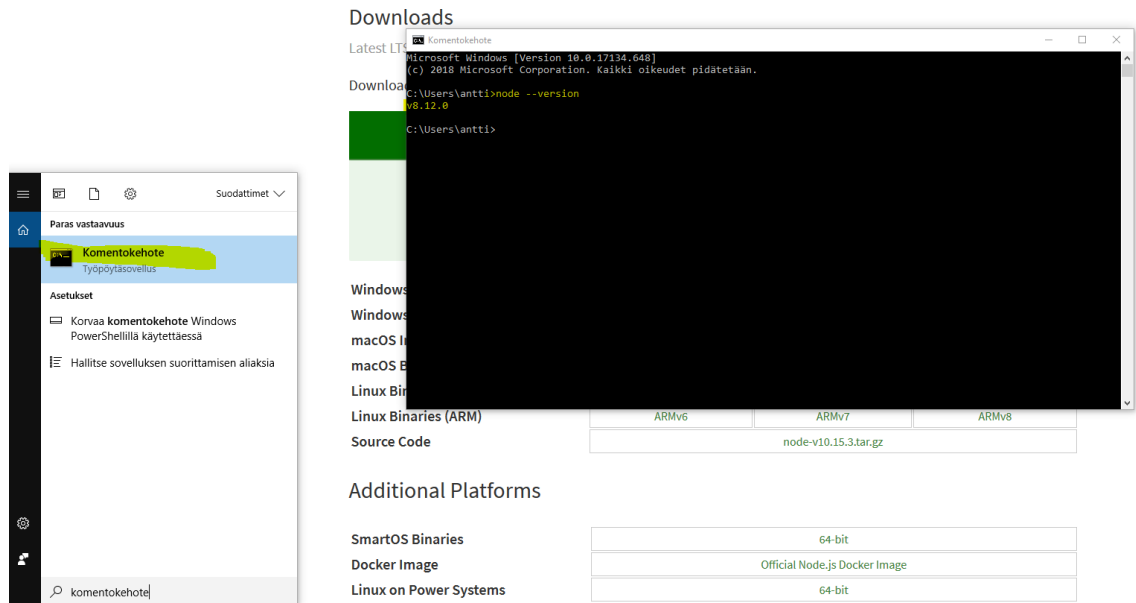 Downloads
Latest LTS
Komentokehote
Microsoft Windows [Version 10.0.17134.648]
(c) 2018 Microsoft Corporation. Kaikki oikeudet pidätetään.
C:\Users\antti>node --version
v8.12.0
C:\Users\antti>
Suodattimet
Paras vastaavuus
Komentokehote
Työpöytäsovellus
Asetukset
Korvaa komentokehote Windows
PowerShellillä käytettäessä
Hallitse sovelluksen suorittamisen aliaksia
komentokehote
Windows
Windows
macOS
macOS
Linux
Linux Binaries (ARM) ARMv6 ARMv7 ARMv8
Source Code node-v10.15.3.tar.gz
Additional Platforms
SmartOS Binaries 64-bit
Docker Image Official Node.js Docker Image
Linux on Power Systems 64-bit